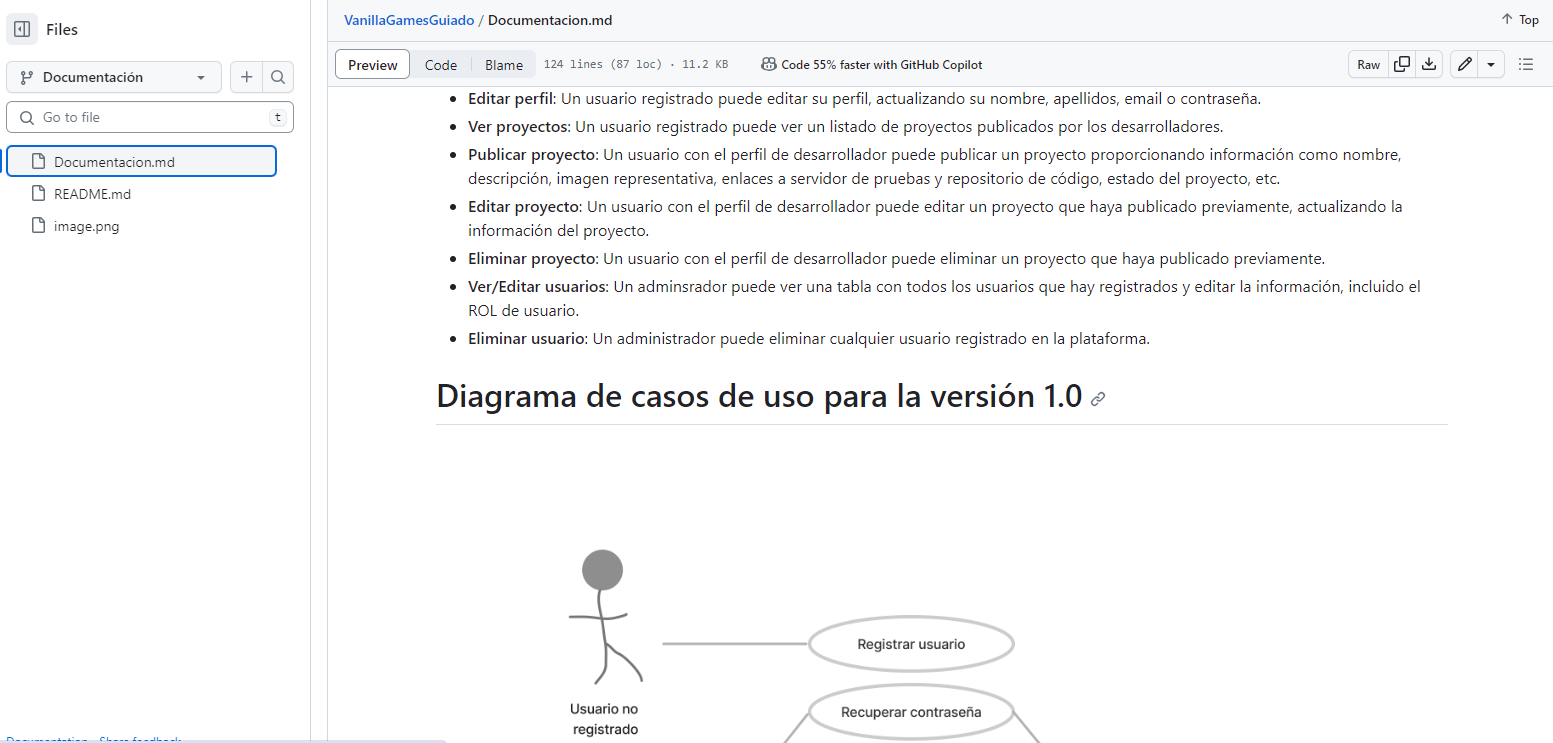 Files
Documentación
Go to file
t
Documentacion.md
README.md
image.png
VanillaGamesGuiado / Documentacion.md
Top
Preview Code Blame 124 lines (87 loc) · 11.2 KB Code 55% faster with GitHub Copilot Raw
Editar perfil: Un usuario registrado puede editar su perfil, actualizando su nombre, apellidos, email o contraseña.
Ver proyectos: Un usuario registrado puede ver un listado de proyectos publicados por los desarrolladores.
Publicar proyecto: Un usuario con el perfil de desarrollador puede publicar un proyecto proporcionando información como nombre,
descripción, imagen representativa, enlaces a servidor de pruebas y repositorio de código, estado del proyecto, etc.
Editar proyecto: Un usuario con el perfil de desarrollador puede editar un proyecto que haya publicado previamente, actualizando la
información del proyecto.
Eliminar proyecto: Un usuario con el perfil de desarrollador puede eliminar un proyecto que haya publicado previamente.
Ver/Editar usuarios: Un adminsrador puede ver una tabla con todos los usuarios que hay registrados y editar la información, incluido el
ROL de usuario.
Eliminar usuario: Un administrador puede eliminar cualquier usuario registrado en la plataforma.
Diagrama de casos de uso para la versión 1.0
Registrar usuario
Recuperar contraseña
Usuario no
registrado
Documentation Share feedback